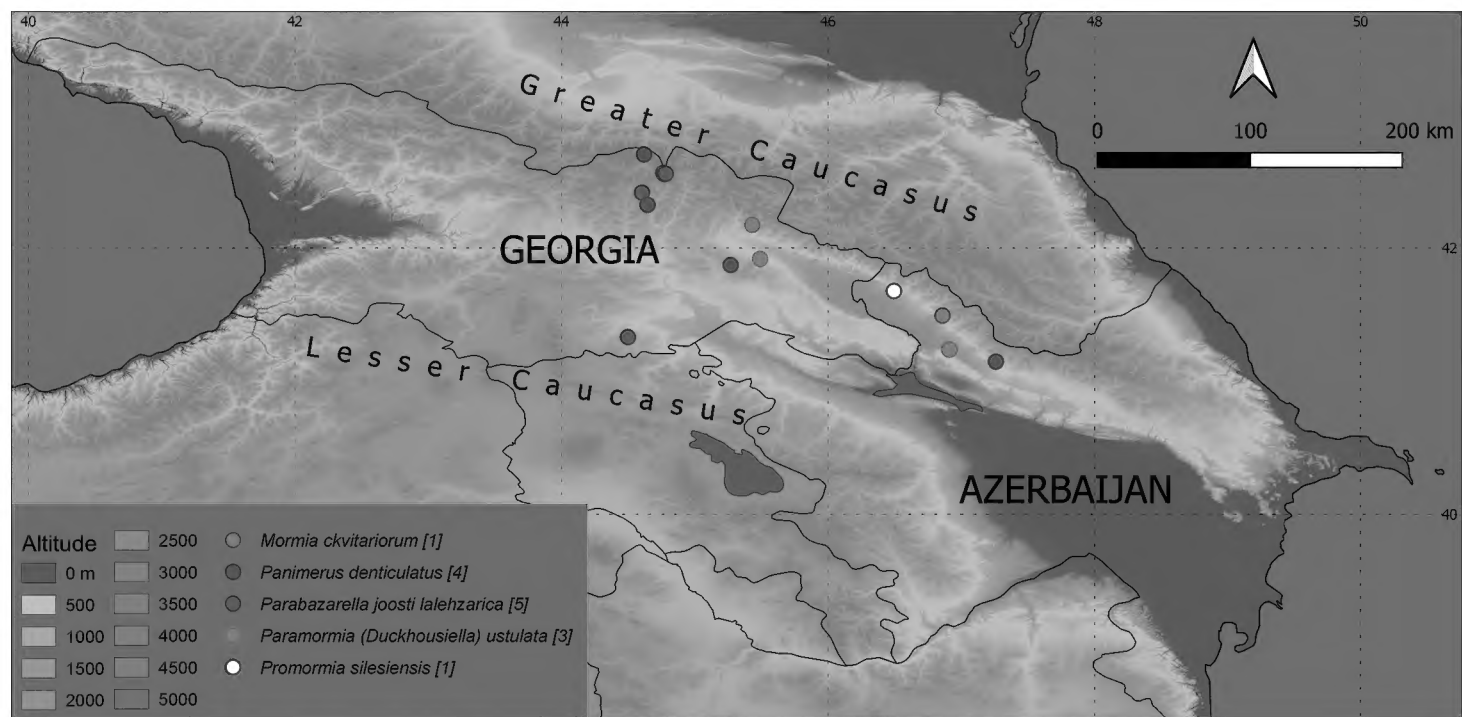 40 42 44 46 48 50
Greater Caucasus
0 100 200 km
GEORGIA
42
Lesser Caucasus
AZERBAIJAN
40
Altitude
0 m
500
1000
1500
2000
2500
3000
3500
4000
4500
5000
Mormia ckvitariorum [1]
Panimerus denticulatus [4]
Parabazarella joosti lalehzarica [5]
Paramormia (Duckhousiella) ustulata [3]
Promormia silesiensis [1]